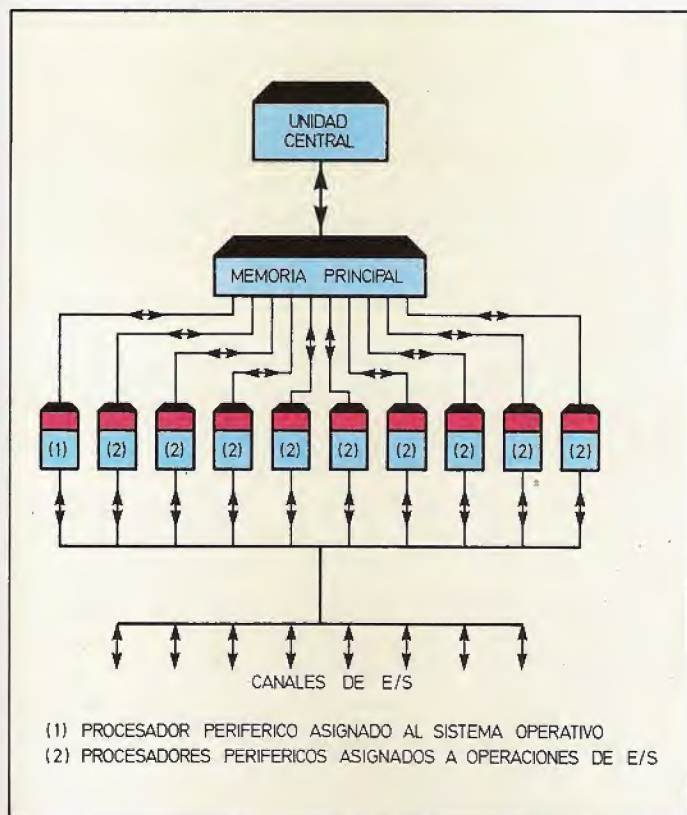 UNIDAD
CENTRAL
MEMORIA PRINCIPAL
(1) (2) (2) (2) (2) (2) (2) (2) (2) (2)
CANALES DE E/S
(1) PROCESADOR PERIFERICO ASIGNADO AL SISTEMA OPERATIVO
(2) PROCESADORES PERIFERICOS ASIGNADOS A OPERACIONES DE E/S